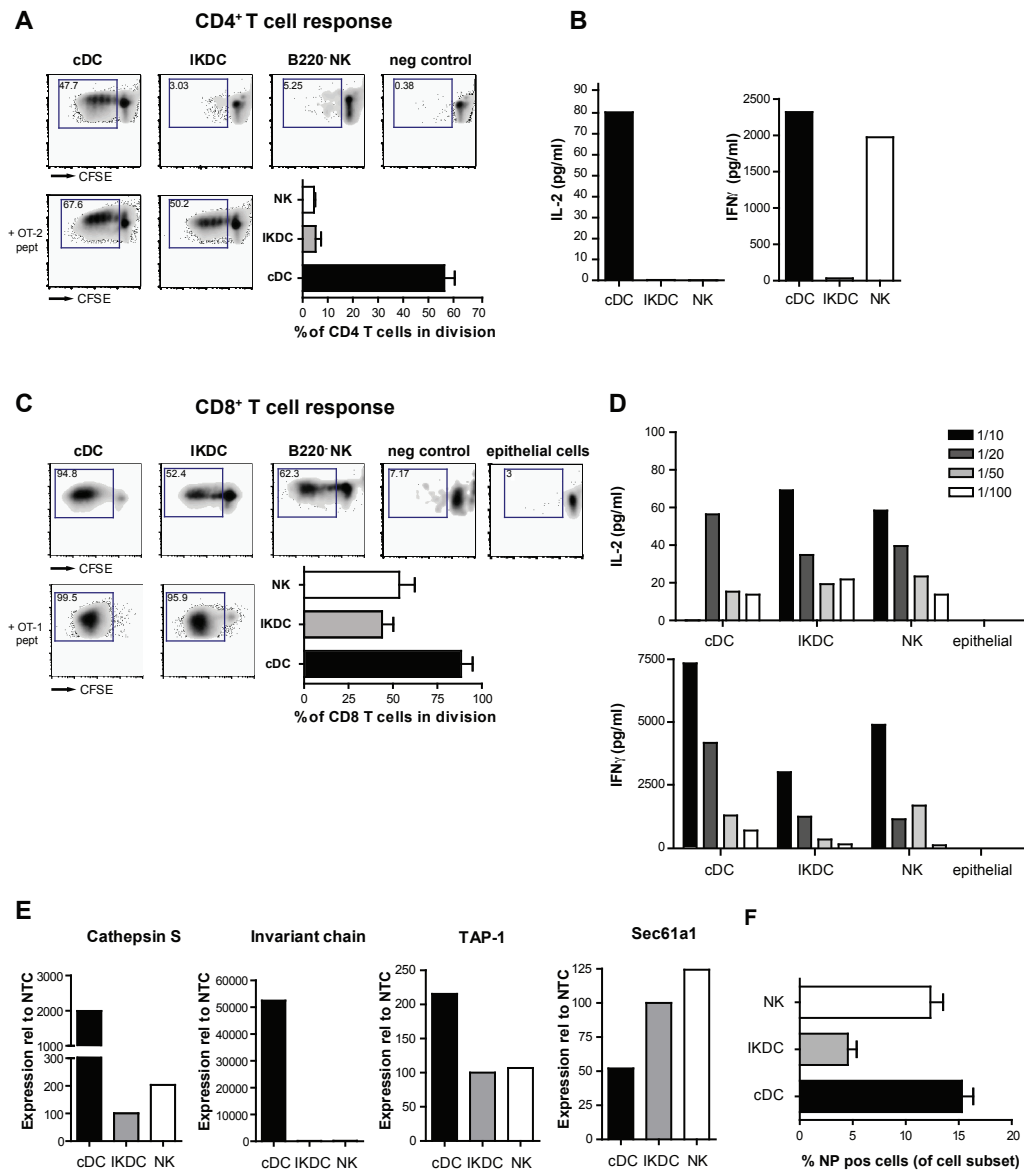 A
CD4+ T cell response
cDC IKDC B220- NK neg control
47.7 3.03 5.25 0.38
CFSE
+ OT-2
pept
67.6 50.2
CFSE
NK
IKDC
cDC
0 10 20 30 40 50 60 70
% of CD4 T cells in division
B
IL-2 (pg/ml)
90
80
70
60
50
40
30
20
10
0
cDC IKDC NK
IFNγ (pg/ml)
2500
2000
1500
1000
500
0
cDC IKDC NK
C
CD8+ T cell response
cDC IKDC B220- NK neg control epithelial cells
94.8 52.4 62.3 7.17 3
CFSE
+ OT-1
pept
99.5 95.9
CFSE
NK
IKDC
cDC
0 25 50 75 100
% of CD8 T cells in division
D
IL-2 (pg/ml)
100
80
60
40
20
0
cDC IKDC NK epithelial
1/10
1/20
1/50
1/100
IFNγ (pg/ml)
7500
5000
2500
0
cDC IKDC NK epithelial
E
Cathepsin S
Expression rel to NTC
3000
2000
1000
300
200
100
0
cDC IKDC NK
Invariant chain
Expression rel to NTC
60000
50000
40000
30000
20000
10000
0
cDC IKDC NK
TAP-1
Expression rel to NTC
250
200
150
100
50
0
cDC IKDC NK
Sec61a1
Expression rel to NTC
125
100
75
50
25
0
cDC IKDC NK
F
NK
IKDC
cDC
0 5 10 15 20
% NP pos cells (of cell subset)